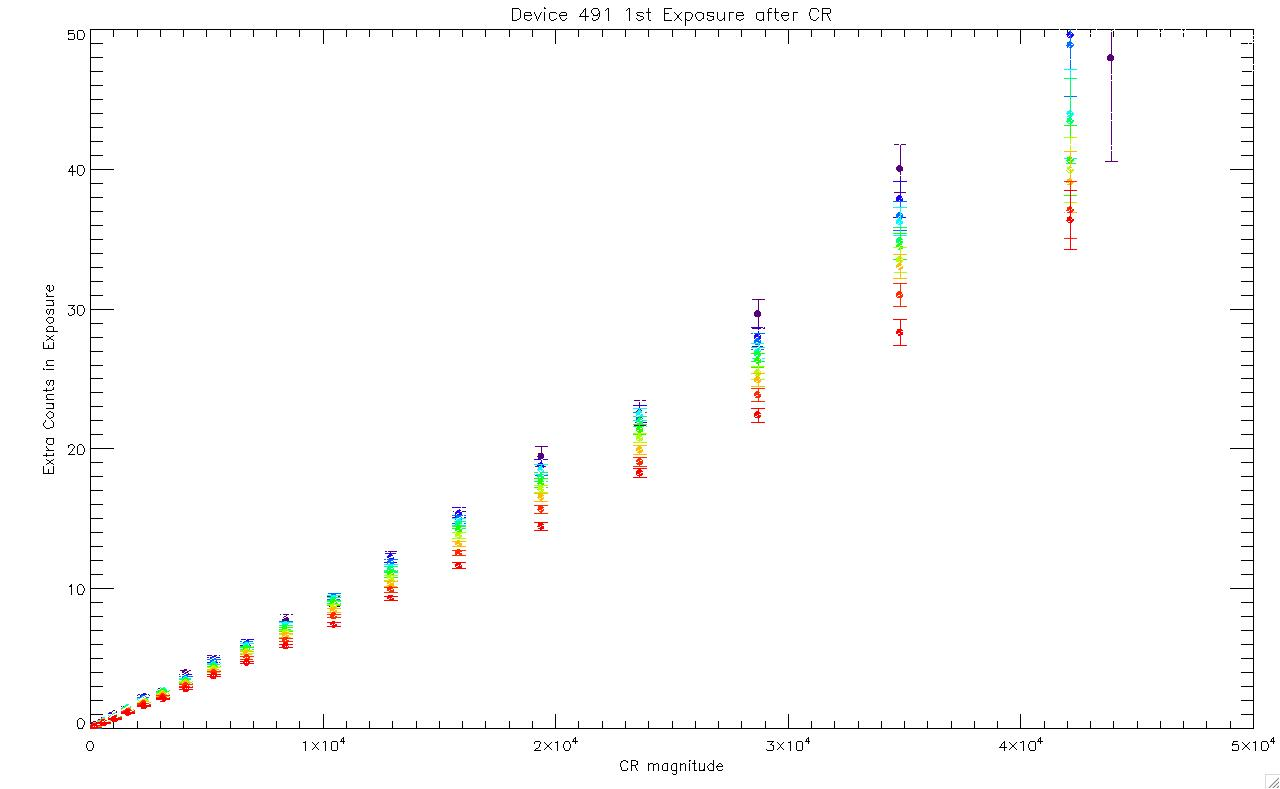 Device 491 1st Exposure after CR
50
40
30
20
10
0
Extra Counts in Exposure
0 1×10⁴ 2×10⁴ 3×10⁴ 4×10⁴ 5×10⁴
CR magnitude